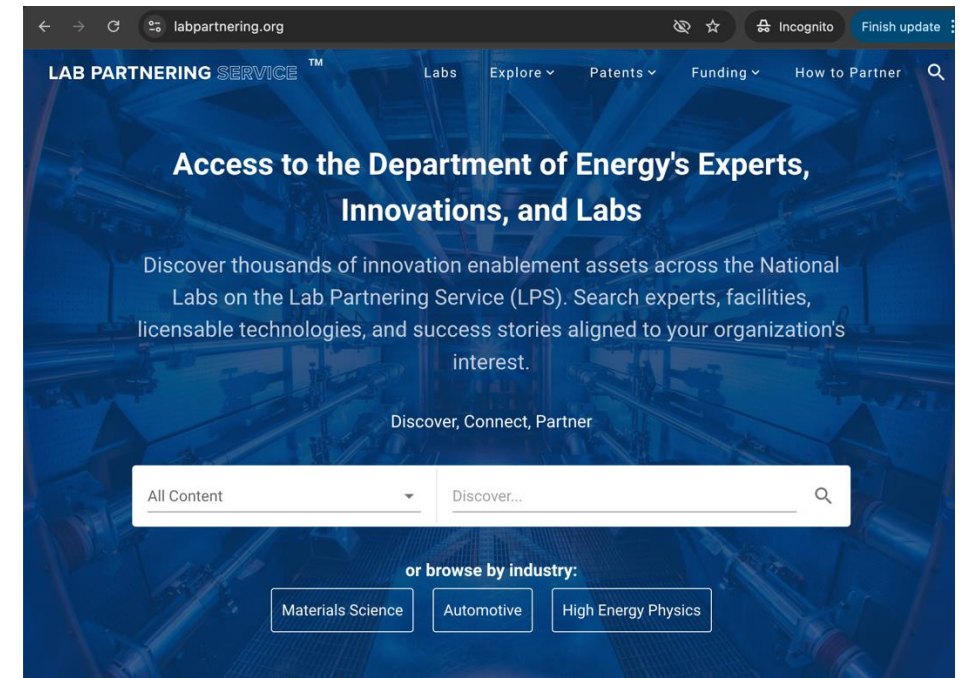 labpartnering.org
Incognito
Finish update
LAB PARTNERING SERVICE ™
Labs
Explore
Patents
Funding
How to Partner
Access to the Department of Energy's Experts,
Innovations, and Labs
Discover thousands of innovation enablement assets across the National
Labs on the Lab Partnering Service (LPS). Search experts, facilities,
licensable technologies, and success stories aligned to your organization's
interest.
Discover, Connect, Partner
All Content
Discover...
or browse by industry:
Materials Science
Automotive
High Energy Physics